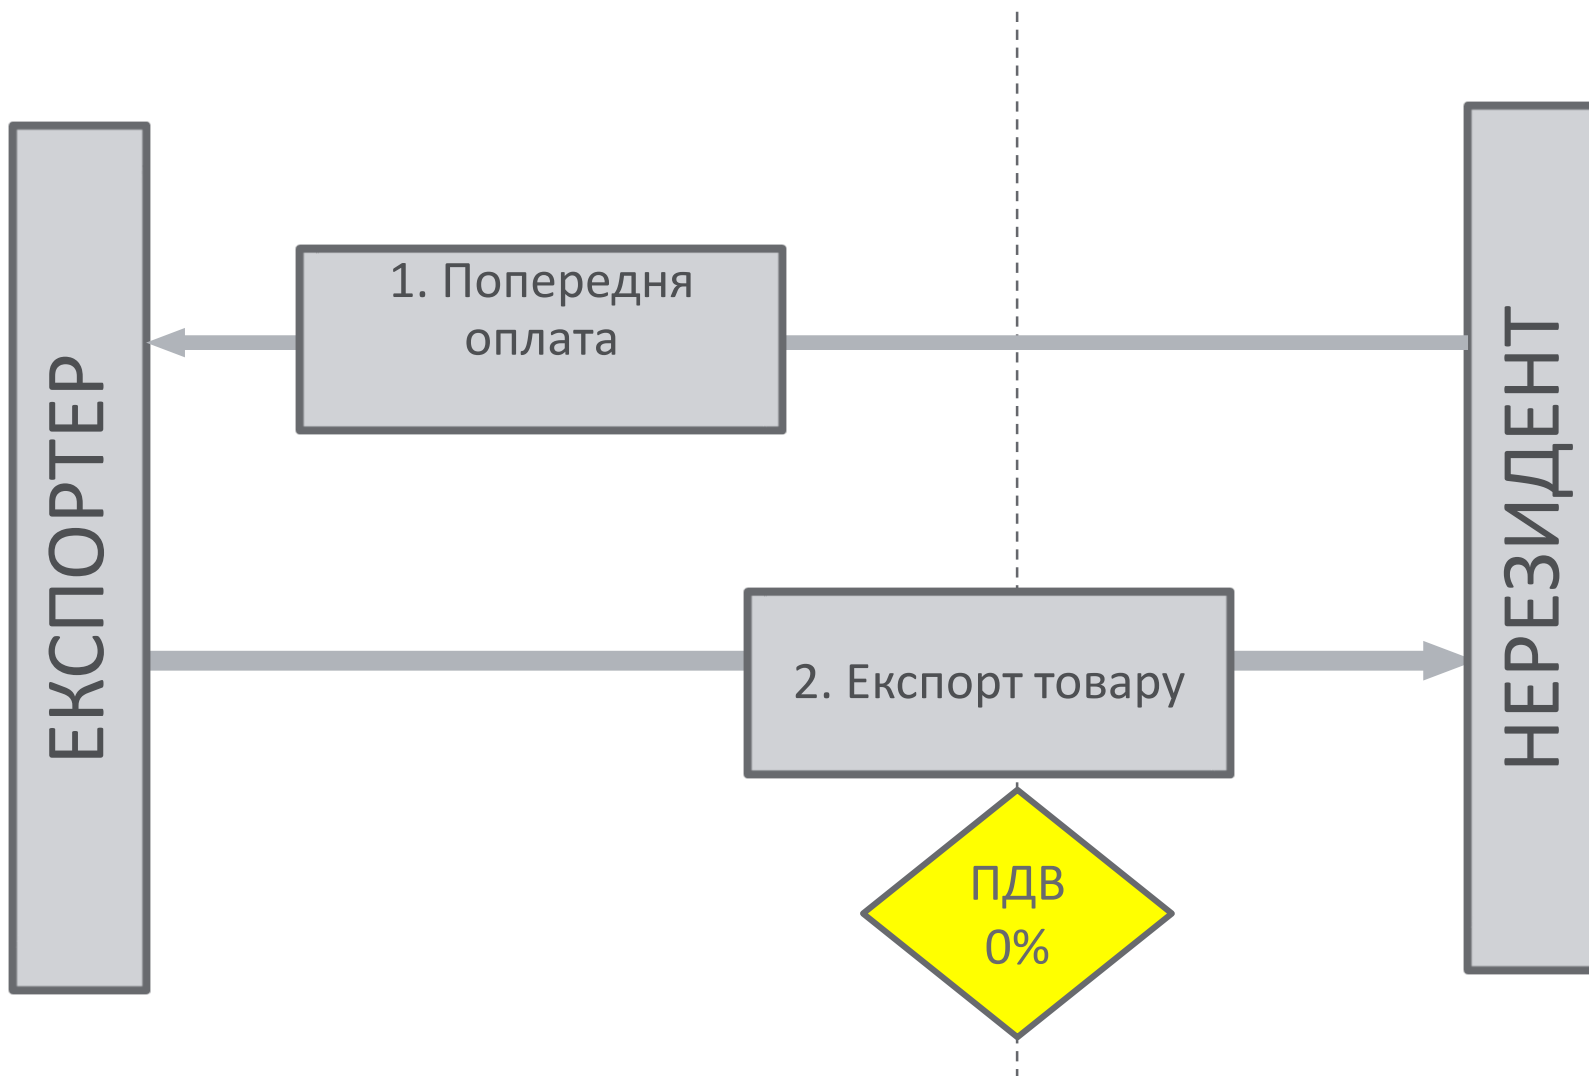 ЕКСПОРТЕР
1. Попередня
оплата
2. Експорт товару
ПДВ
0%
НЕРЕЗИДЕНТ